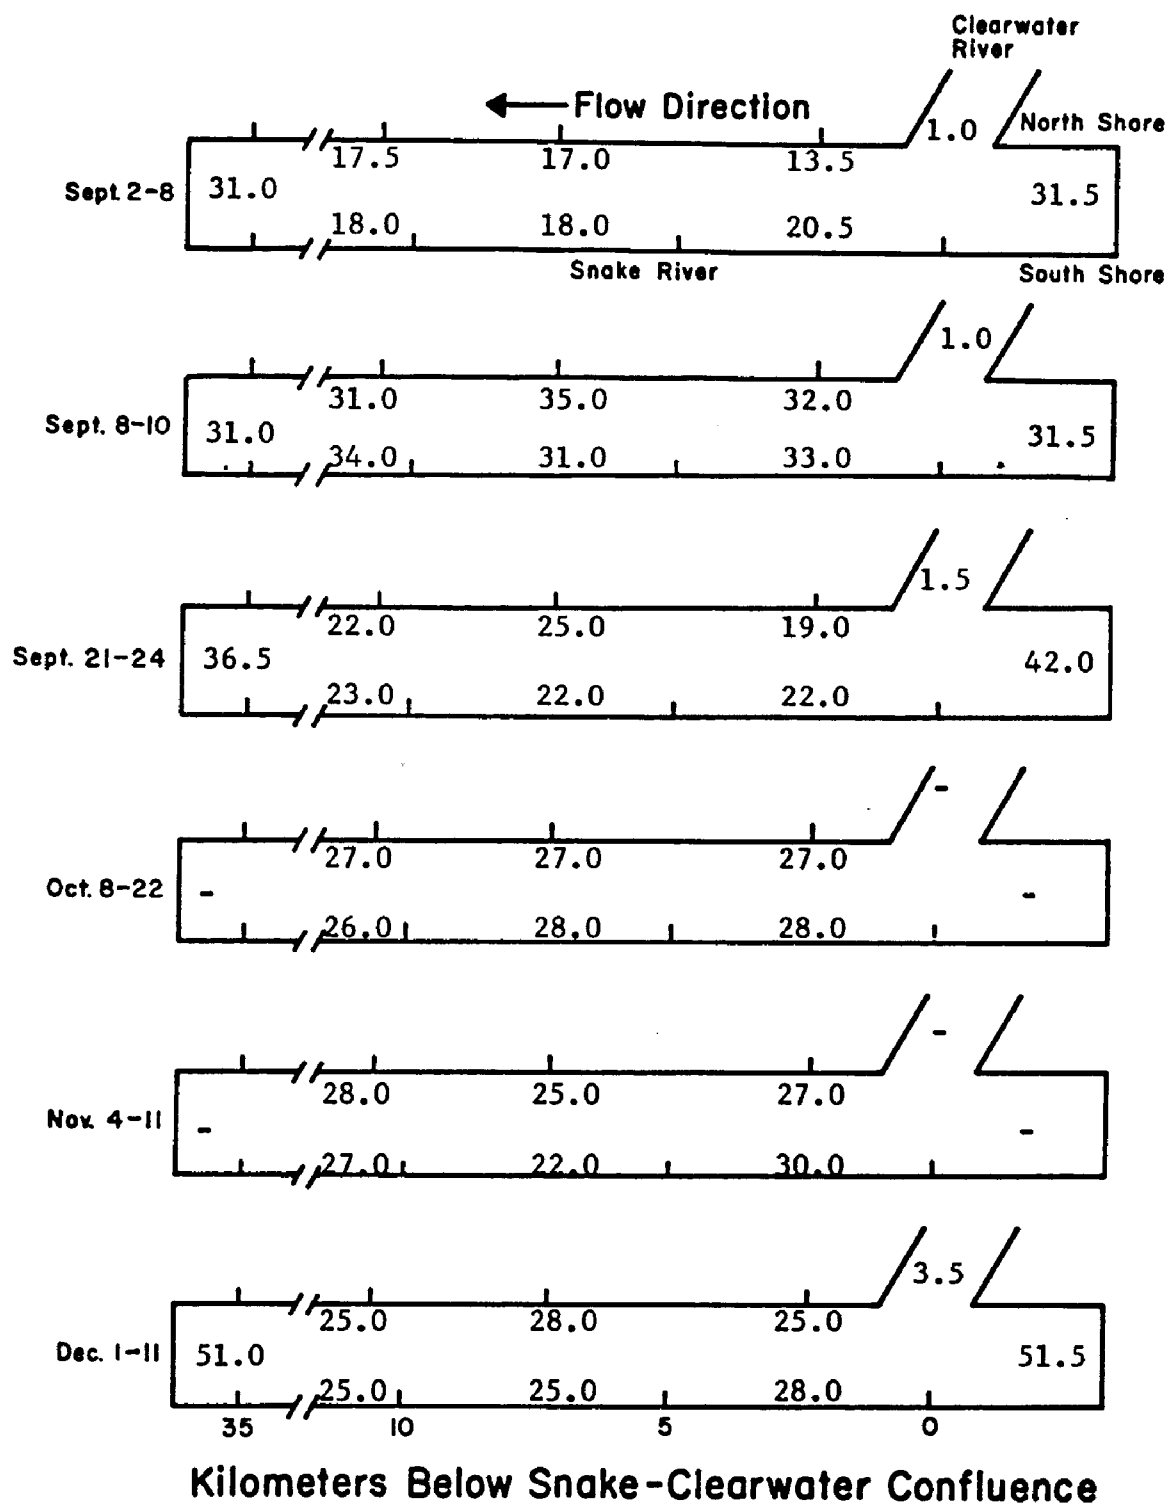 Clearwater
River
← Flow Direction
1.0 North Shore
17.5 17.0 13.5
Sept. 2-8 31.0 31.5
18.0 18.0 20.5
Snake River South Shore
1.0
31.0 35.0 32.0
Sept. 8-10 31.0 31.5
34.0 31.0 33.0
1.5
22.0 25.0 19.0
Sept. 21-24 36.5 42.0
23.0 22.0 22.0
-
27.0 27.0 27.0
Oct. 8-22 - -
26.0 28.0 28.0
-
28.0 25.0 27.0
Nov. 4-11 - -
27.0 22.0 30.0
3.5
25.0 28.0 25.0
Dec. 1-11 51.0 51.5
25.0 25.0 28.0
35 10 5 0
Kilometers Below Snake-Clearwater Confluence